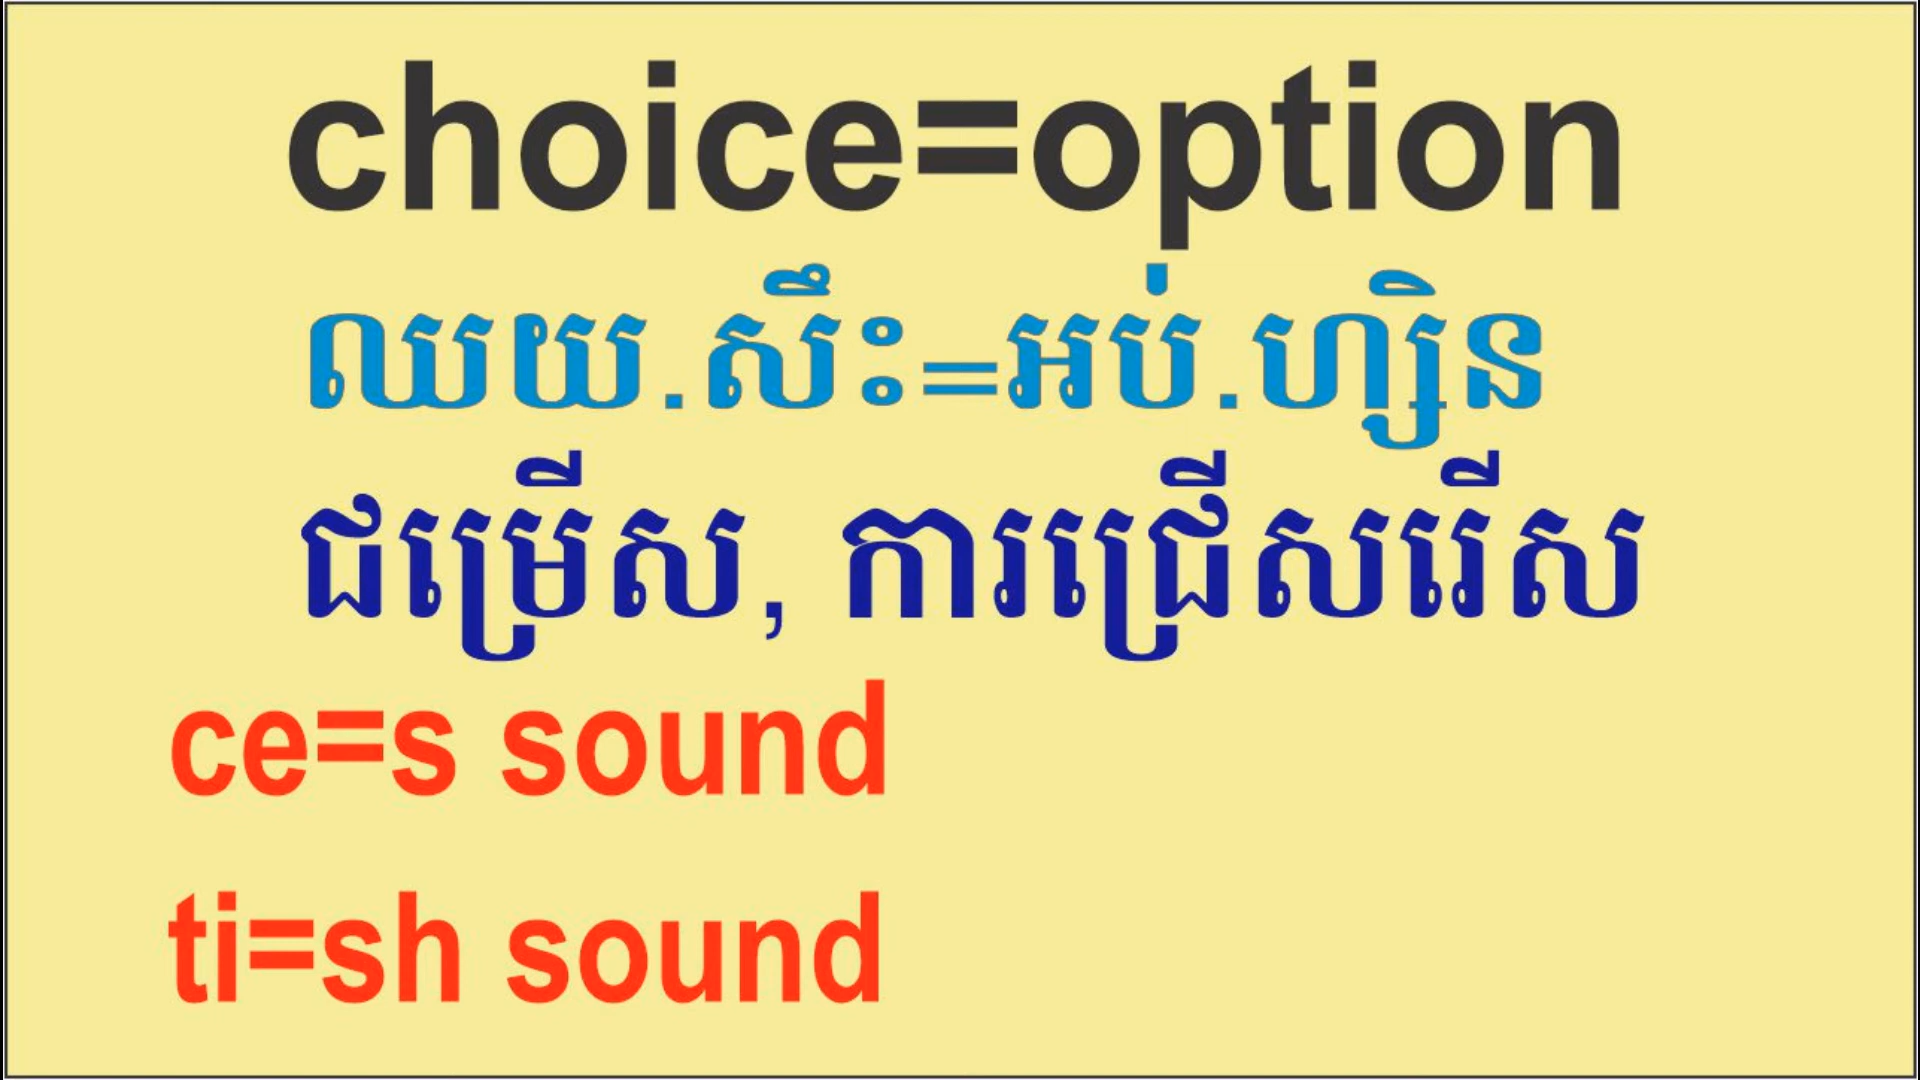 choice=option
ឈយ.សឹះ=អប់.ហ្សិន
ជម្រើស, ការជ្រើសរើស
ce=s sound
ti=sh sound